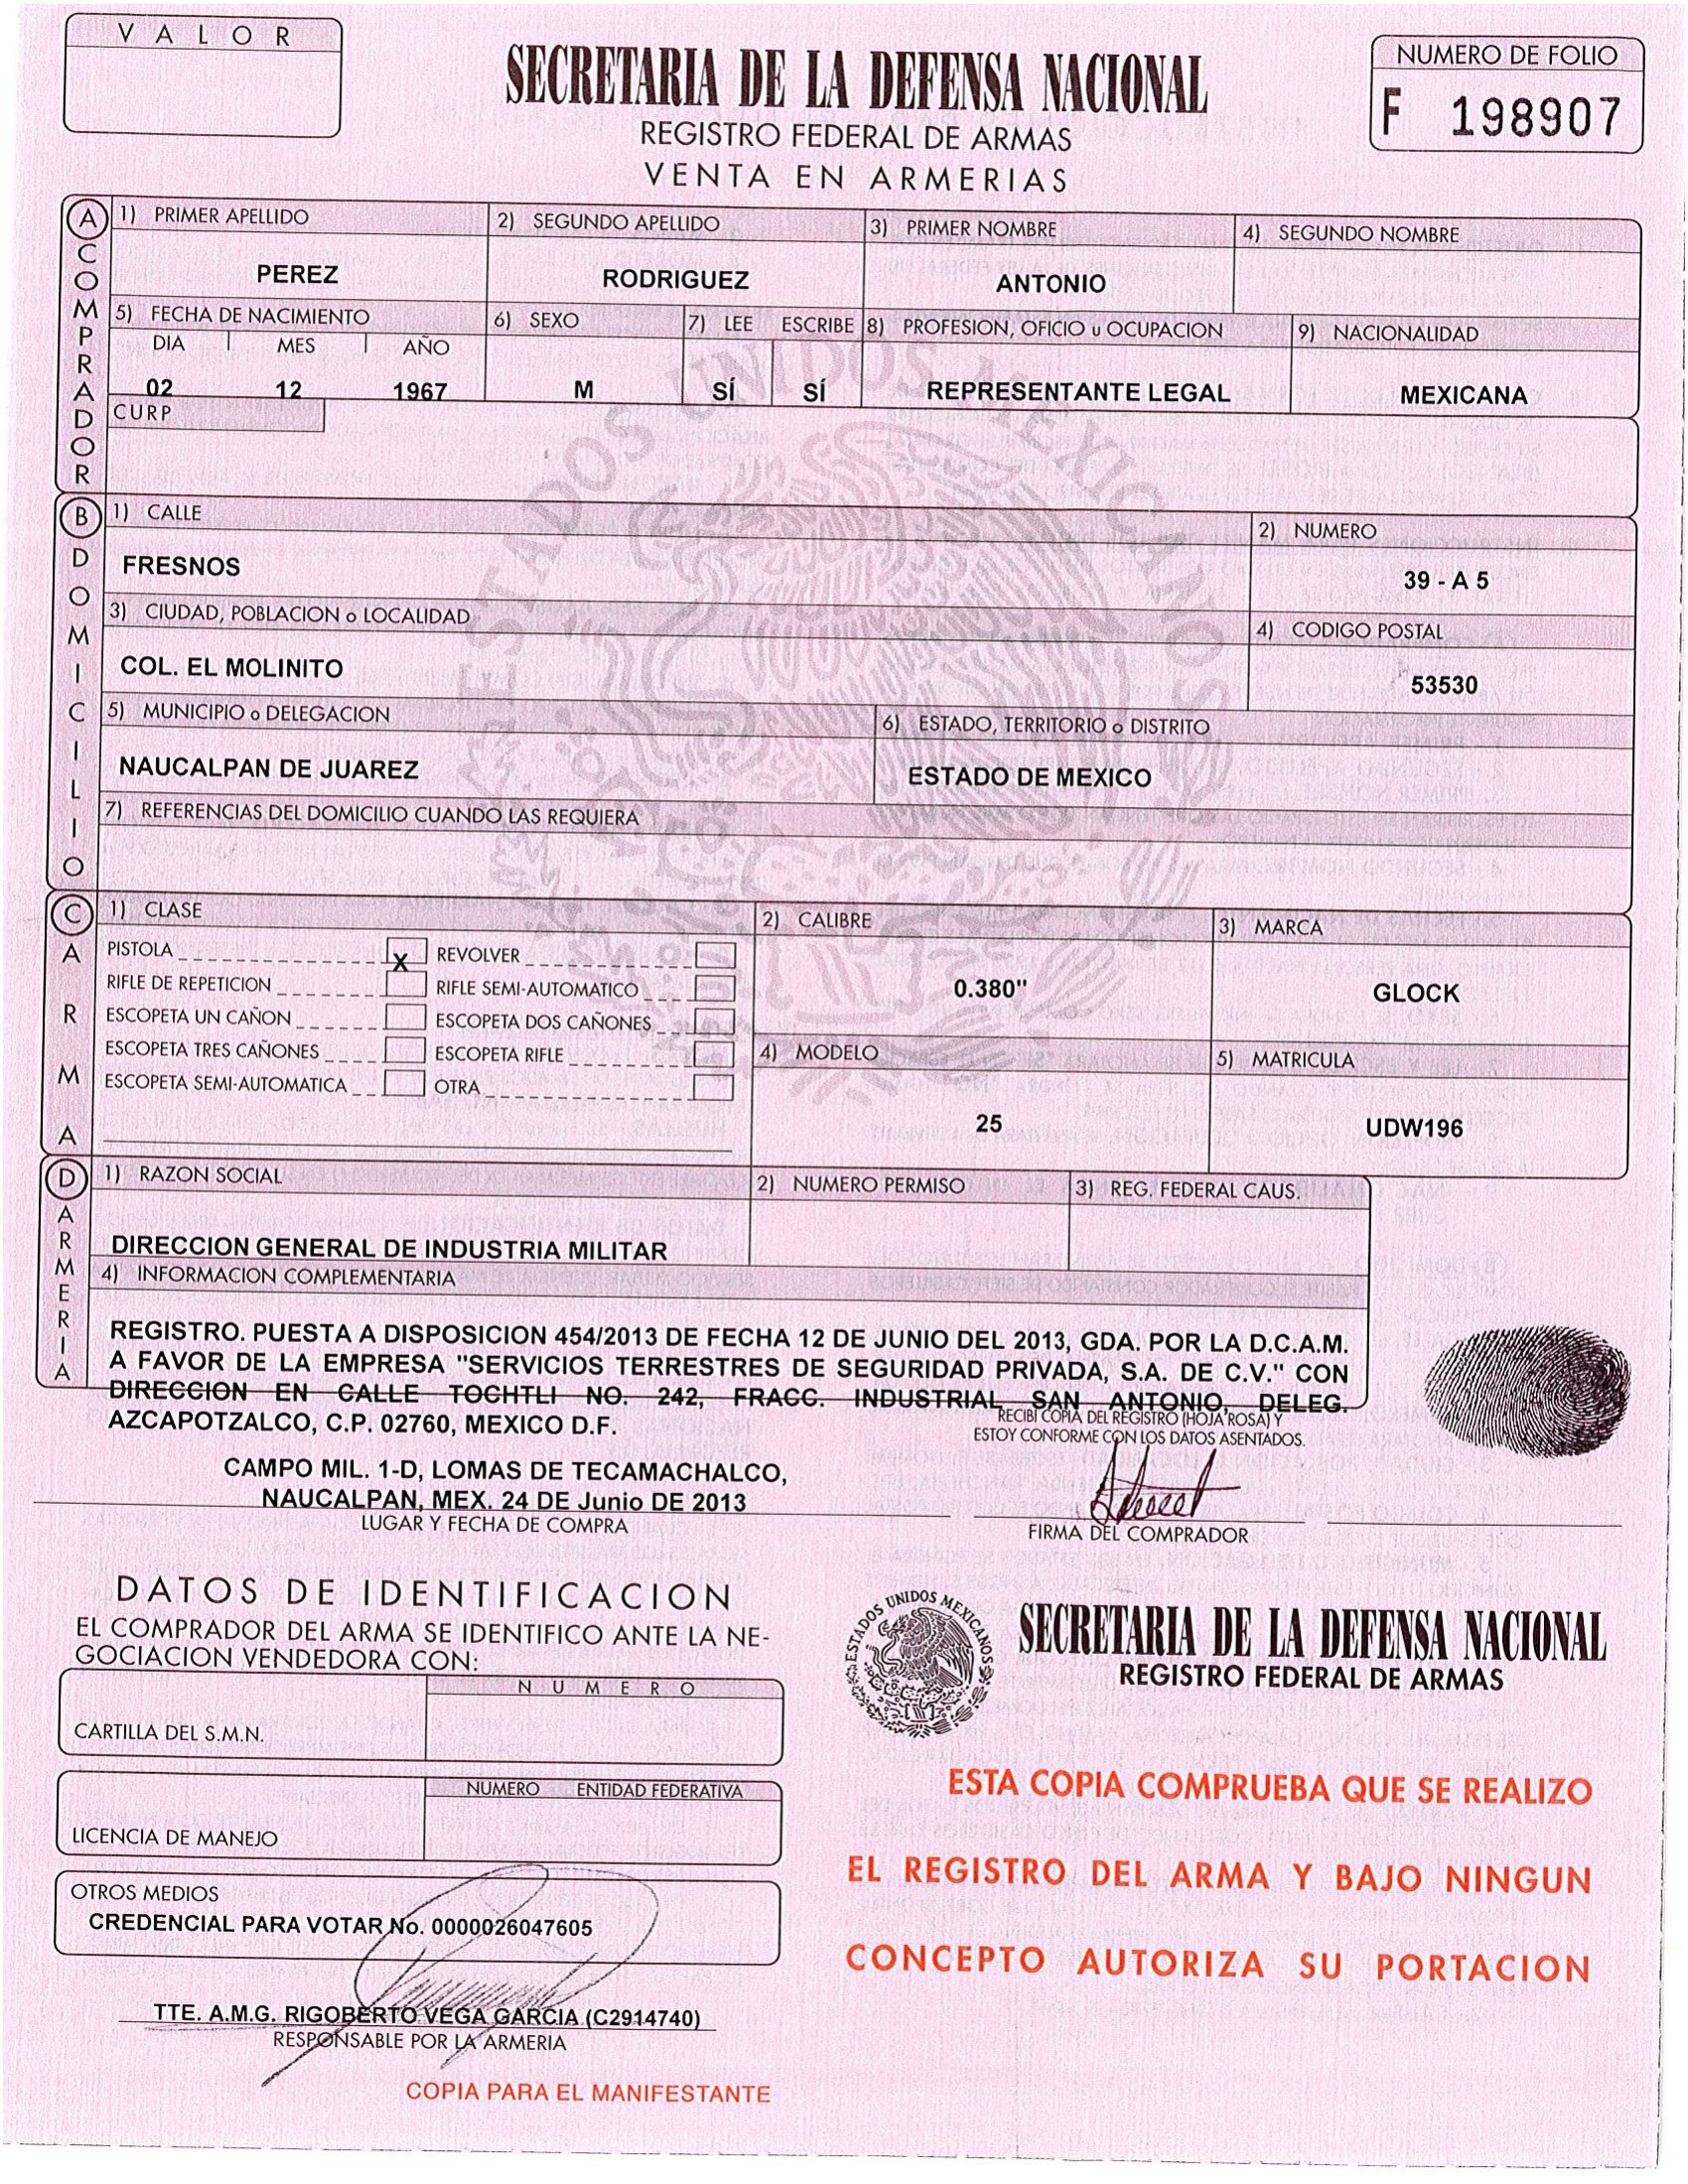 VALOR
SECRETARIA DE LA DEFENSA NACIONAL
REGISTRO FEDERAL DE ARMAS
VENTA EN ARMERIAS
NUMERO DE FOLIO
F 198907
A COMPRADOR
1) PRIMER APELLIDO 2) SEGUNDO APELLIDO 3) PRIMER NOMBRE 4) SEGUNDO NOMBRE
PEREZ RODRIGUEZ ANTONIO
5) FECHA DE NACIMIENTO 6) SEXO 7) LEE ESCRIBE 8) PROFESION, OFICIO u OCUPACION 9) NACIONALIDAD
DIA MES AÑO
02 12 1967 M SÍ SÍ REPRESENTANTE LEGAL MEXICANA
CURP
ESTADOS UNIDOS MEXICANOS
B DOMICILIO
1) CALLE 2) NUMERO
FRESNOS 39 - A 5
3) CIUDAD, POBLACION o LOCALIDAD 4) CODIGO POSTAL
COL. EL MOLINITO 53530
5) MUNICIPIO o DELEGACION 6) ESTADO, TERRITORIO o DISTRITO
NAUCALPAN DE JUAREZ ESTADO DE MEXICO
7) REFERENCIAS DEL DOMICILIO CUANDO LAS REQUIERA
C ARMA
1) CLASE 2) CALIBRE 3) MARCA
PISTOLA X REVOLVER
RIFLE DE REPETICION RIFLE SEMI-AUTOMATICO 0.380" GLOCK
ESCOPETA UN CAÑON ESCOPETA DOS CAÑONES
ESCOPETA TRES CAÑONES ESCOPETA RIFLE 4) MODELO 5) MATRICULA
ESCOPETA SEMI-AUTOMATICA OTRA
25 UDW196
D ARMERIA
1) RAZON SOCIAL 2) NUMERO PERMISO 3) REG. FEDERAL CAUS.
DIRECCION GENERAL DE INDUSTRIA MILITAR
4) INFORMACION COMPLEMENTARIA
REGISTRO. PUESTA A DISPOSICION 454/2013 DE FECHA 12 DE JUNIO DEL 2013, GDA. POR LA D.C.A.M.
A FAVOR DE LA EMPRESA "SERVICIOS TERRESTRES DE SEGURIDAD PRIVADA, S.A. DE C.V." CON
DIRECCION EN CALLE TOCHTLI NO. 242, FRACC. INDUSTRIAL SAN ANTONIO, DELEG.
AZCAPOTZALCO, C.P. 02760, MEXICO D.F.
RECIBI COPIA DEL REGISTRO (HOJA ROSA) Y
ESTOY CONFORME CON LOS DATOS ASENTADOS.
CAMPO MIL. 1-D, LOMAS DE TECAMACHALCO,
NAUCALPAN, MEX. 24 DE Junio DE 2013
LUGAR Y FECHA DE COMPRA
FIRMA DEL COMPRADOR
DATOS DE IDENTIFICACION
EL COMPRADOR DEL ARMA SE IDENTIFICO ANTE LA NE-
GOCIACION VENDEDORA CON:
NUMERO
CARTILLA DEL S.M.N.
NUMERO ENTIDAD FEDERATIVA
LICENCIA DE MANEJO
OTROS MEDIOS
CREDENCIAL PARA VOTAR No. 0000026047605
TTE. A.M.G. RIGOBERTO VEGA GARCIA (C2914740)
RESPONSABLE POR LA ARMERIA
COPIA PARA EL MANIFESTANTE
ESTADOS UNIDOS MEXICANOS
SECRETARIA DE LA DEFENSA NACIONAL
REGISTRO FEDERAL DE ARMAS
ESTA COPIA COMPRUEBA QUE SE REALIZO
EL REGISTRO DEL ARMA Y BAJO NINGUN
CONCEPTO AUTORIZA SU PORTACION